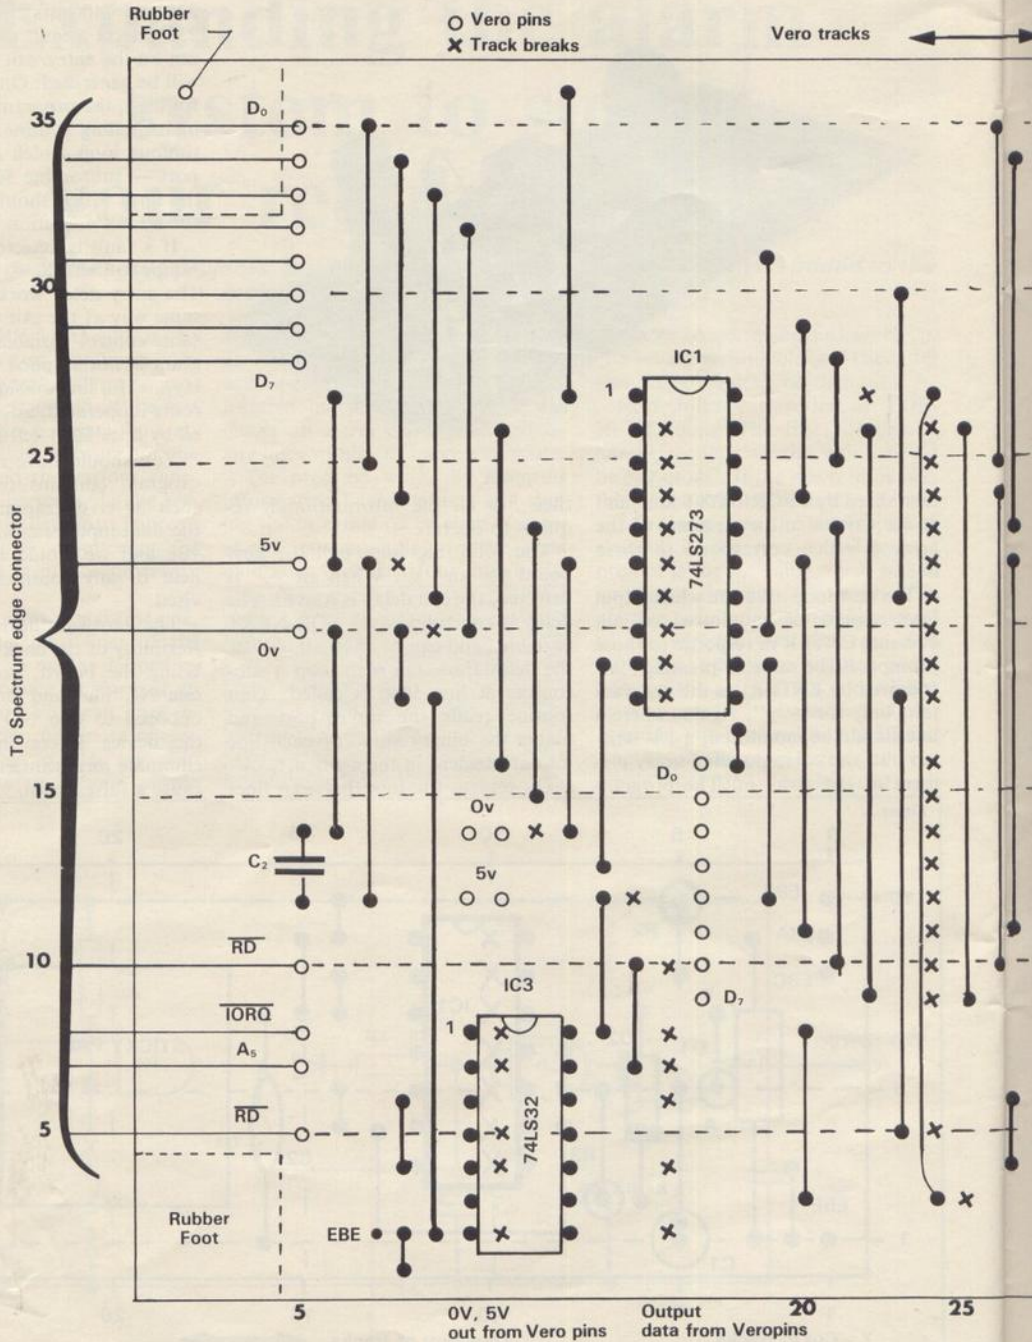 Rubber
Foot
Vero pins
Track breaks
Vero tracks
35
D₀
30
D₇
IC1
1
25
74LS273
5v
0v
To Spectrum edge connector
D₀
15
0v
C₂
5v
RD
10
IC3
D₇
IORQ
1
A₅
74LS32
RD
5
Rubber
Foot
EBE
5
0V, 5V
out from Vero pins
Output
data from Veropins
20
25